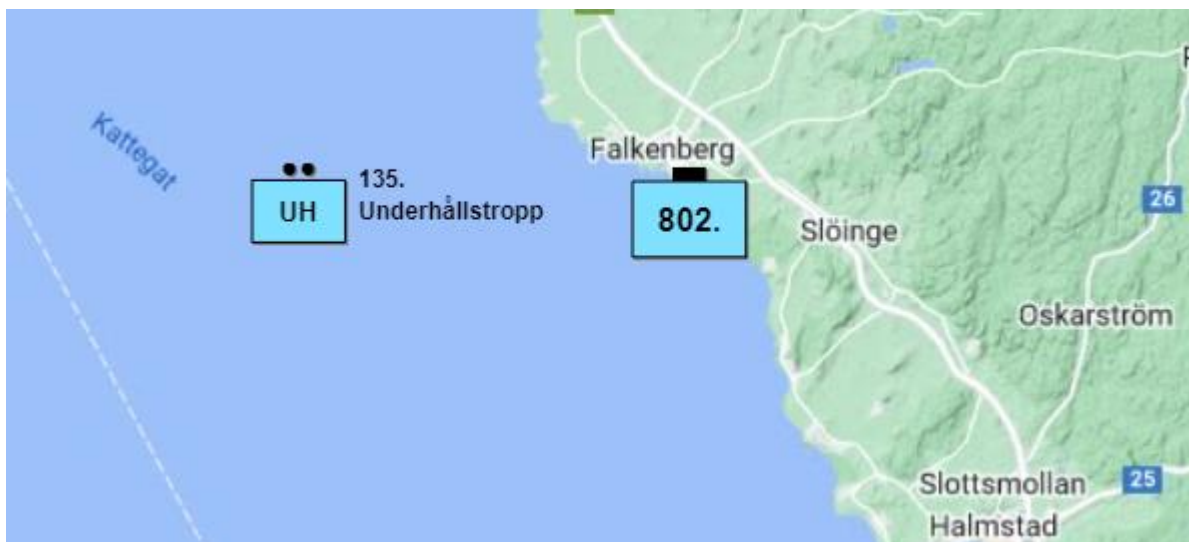 Kattegat
Falkenberg
135.
Underhållstropp
UH
802.
Slöinge
26
Oskarström
Slottsmollan
25
Halmstad